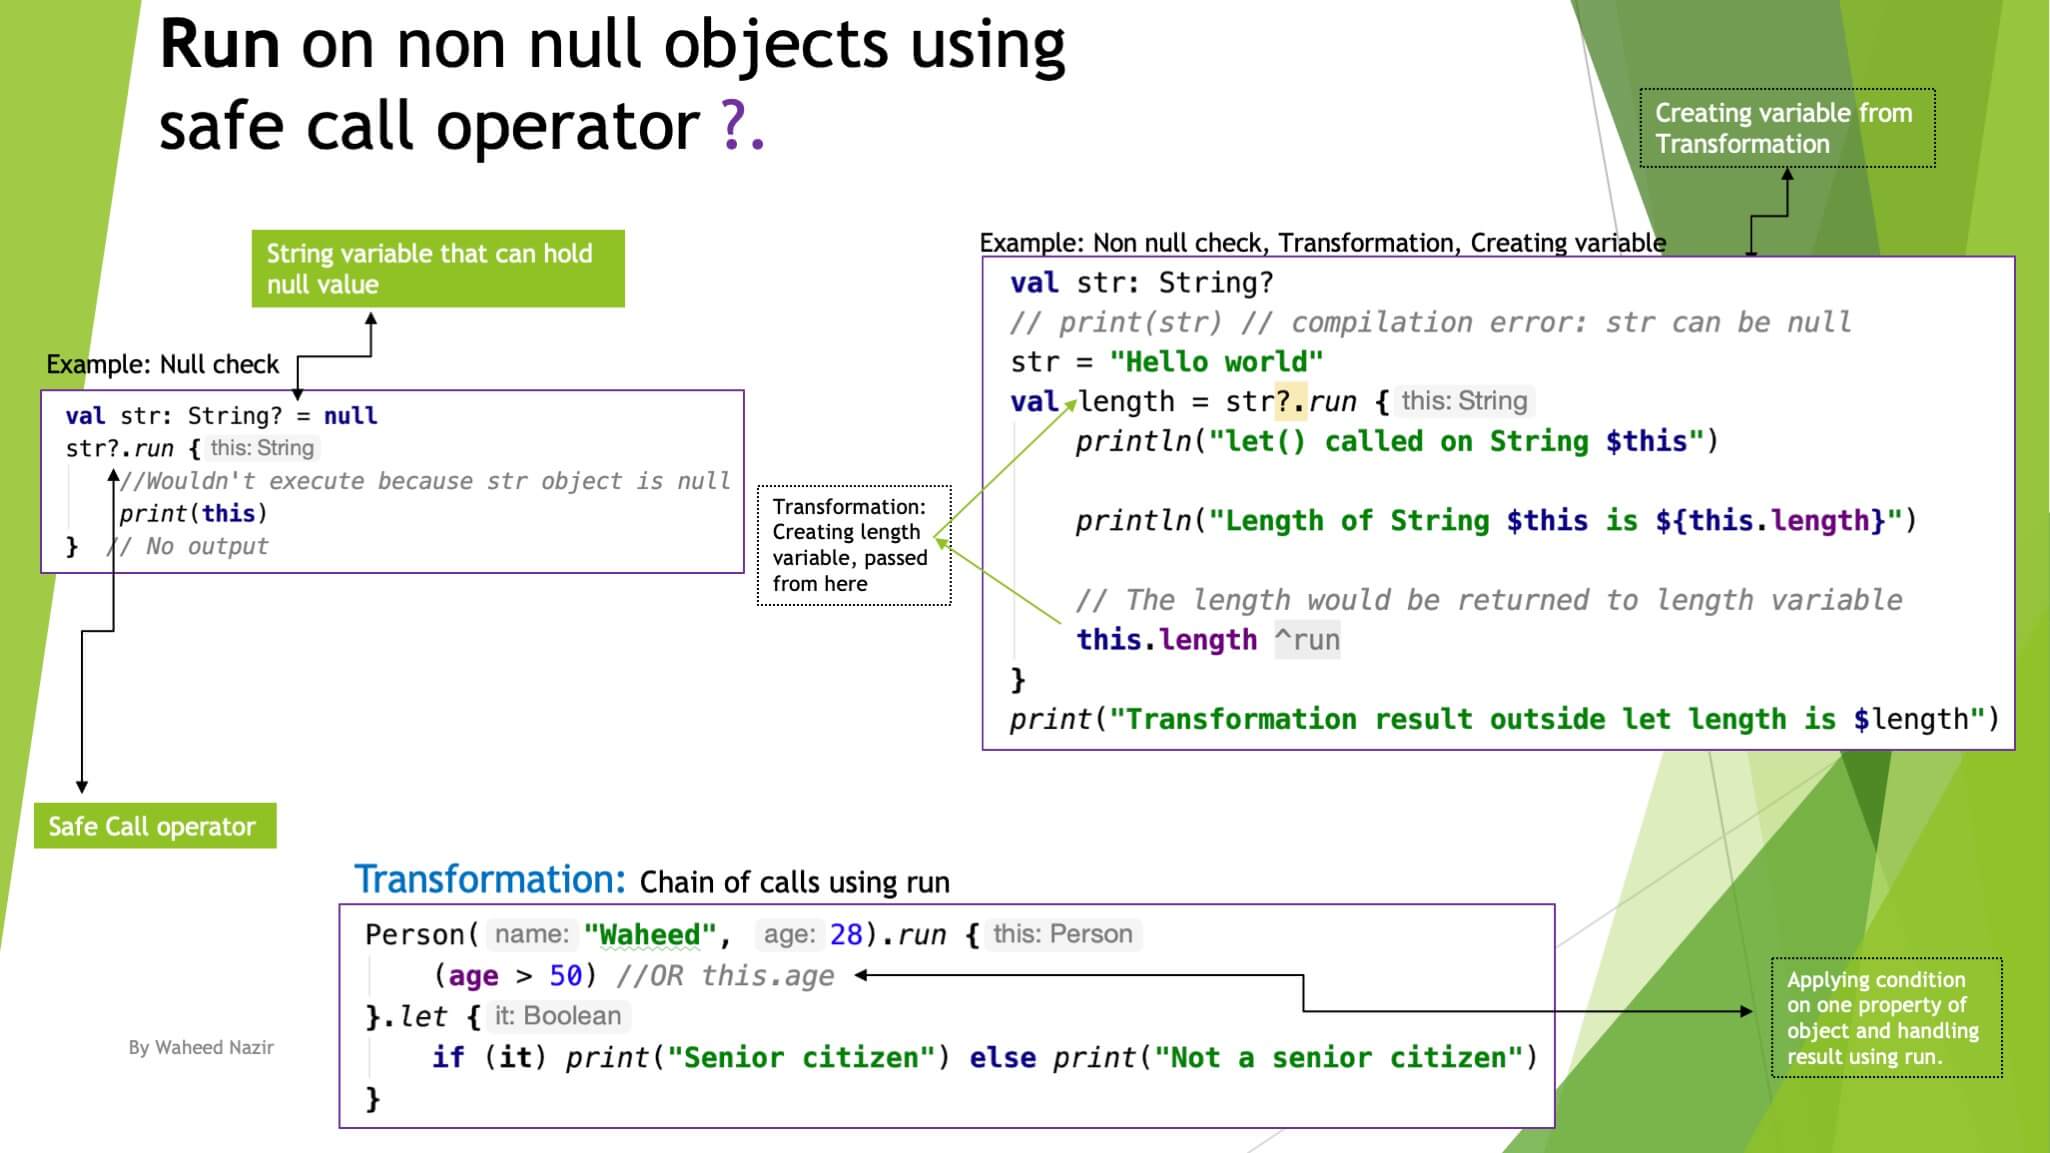 Run on non null objects using
safe call operator ?.
Creating variable from
Transformation
String variable that can hold
null value
Example: Null check
val str: String? = null
str?.run { this: String
//Wouldn't execute because str object is null
print(this)
} // No output
Safe Call operator
Example: Non null check, Transformation, Creating variable
val str: String?
// print(str) // compilation error: str can be null
str = "Hello world"
val length = str?.run { this: String
println("let() called on String $this")
println("Length of String $this is ${this.length}")
// The length would be returned to length variable
this.length ^run
}
print("Transformation result outside let length is $length")
Transformation:
Creating length
variable, passed
from here
Transformation: Chain of calls using run
Person( name: "Waheed", age: 28).run { this: Person
(age > 50) //OR this.age
}.let { it: Boolean
if (it) print("Senior citizen") else print("Not a senior citizen")
}
Applying condition
on one property of
object and handling
result using run.
By Waheed Nazir